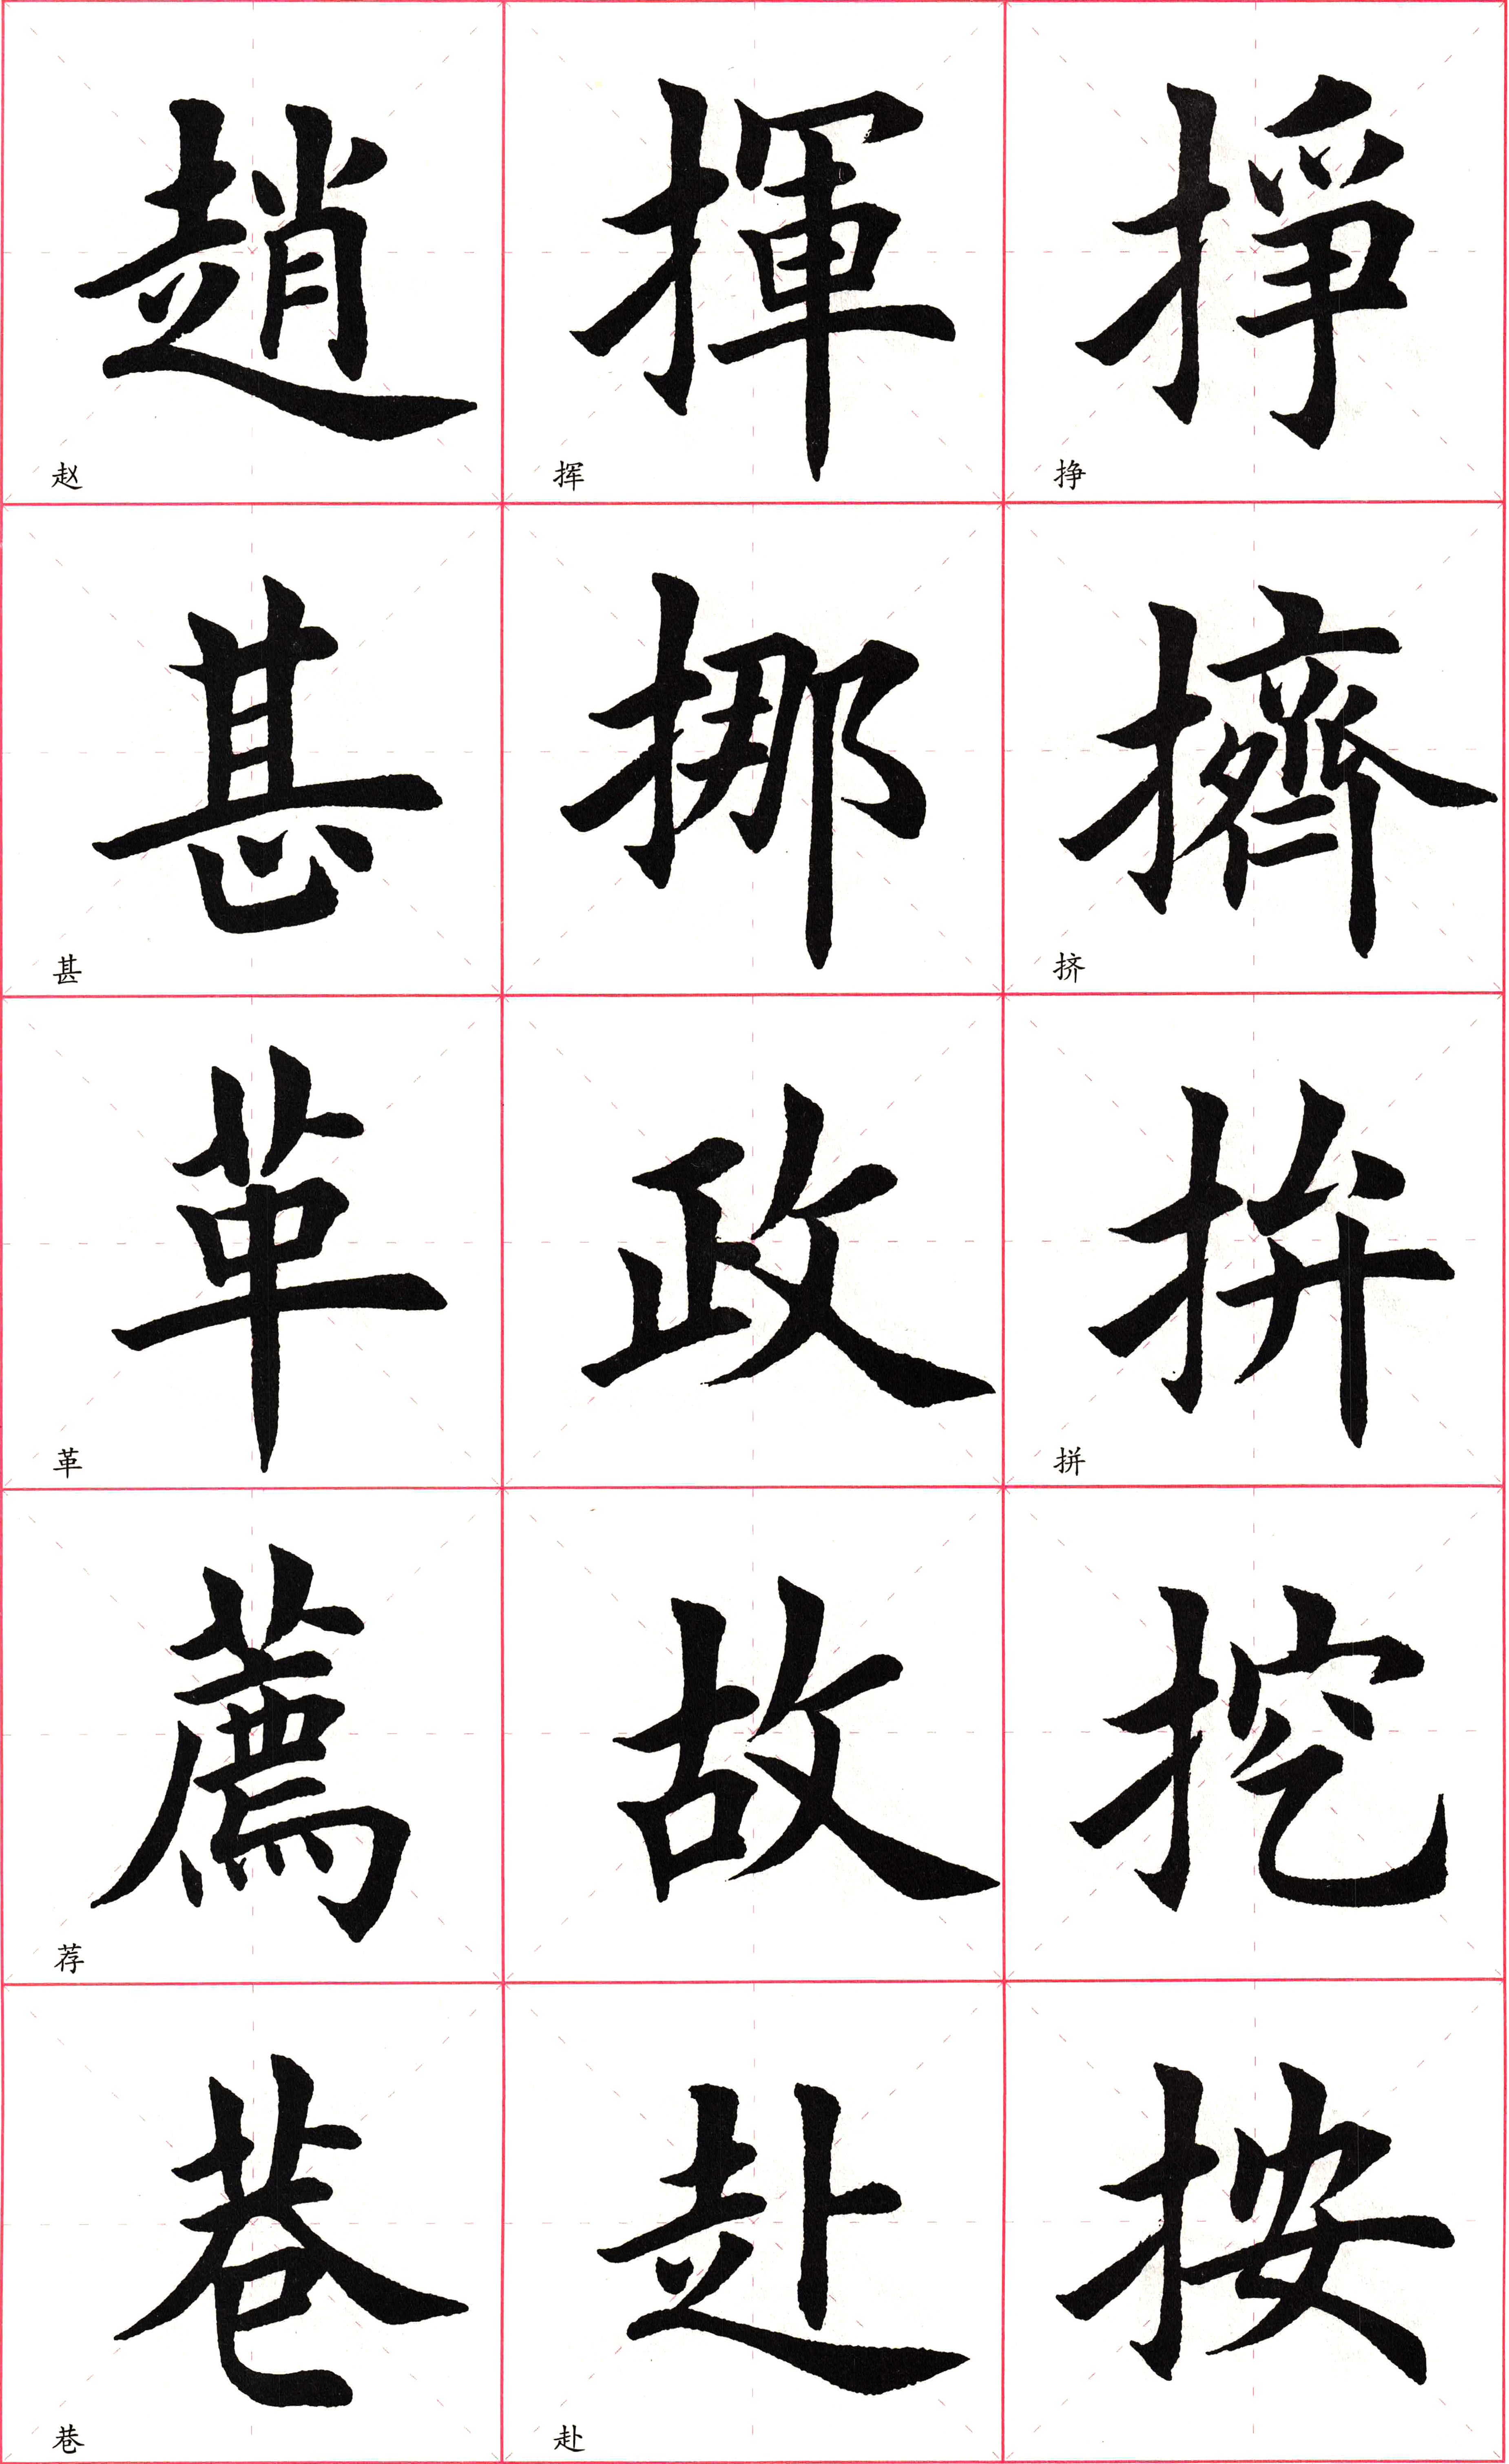 掙
挣
擠
挤
拚
拼
挖
按
揮
挥
挪
政
故
赴
赴
趙
赵
甚
甚
革
革
薦
荐
巷
巷